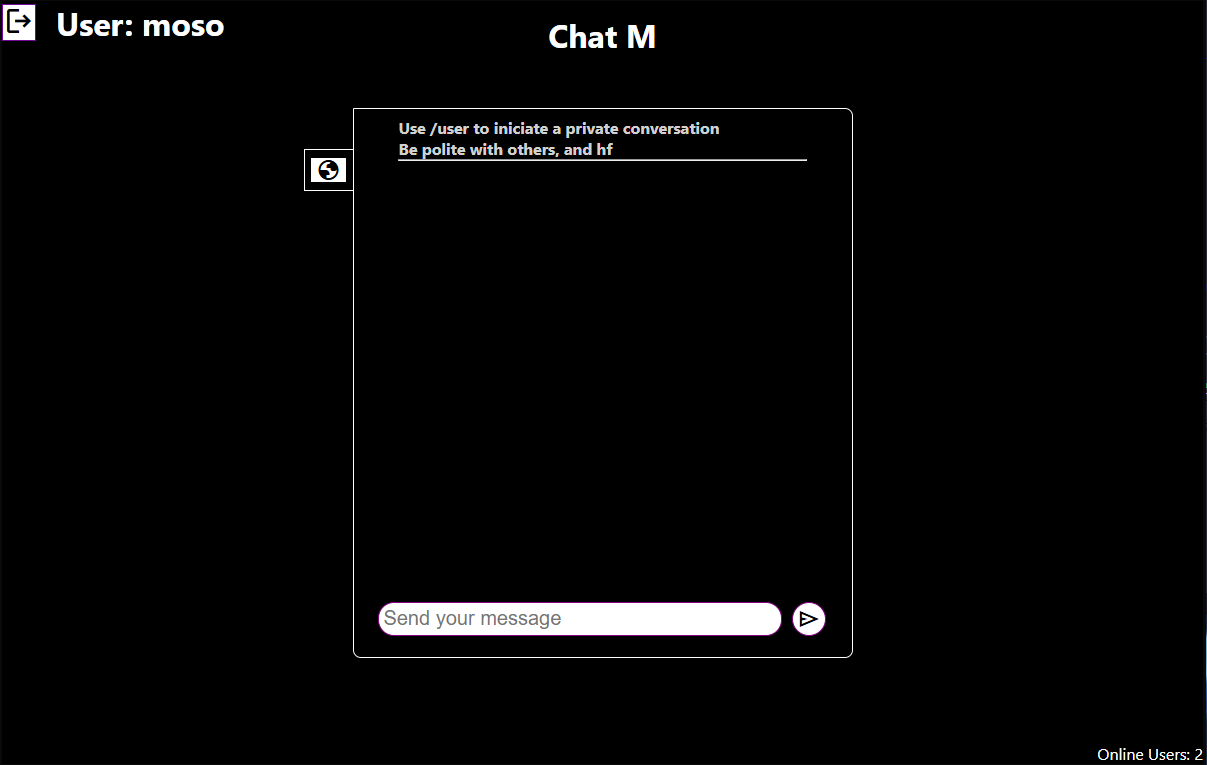 User: moso
Chat M
Use /user to iniciate a private conversation
Be polite with others, and hf
Send your message
Online Users: 2